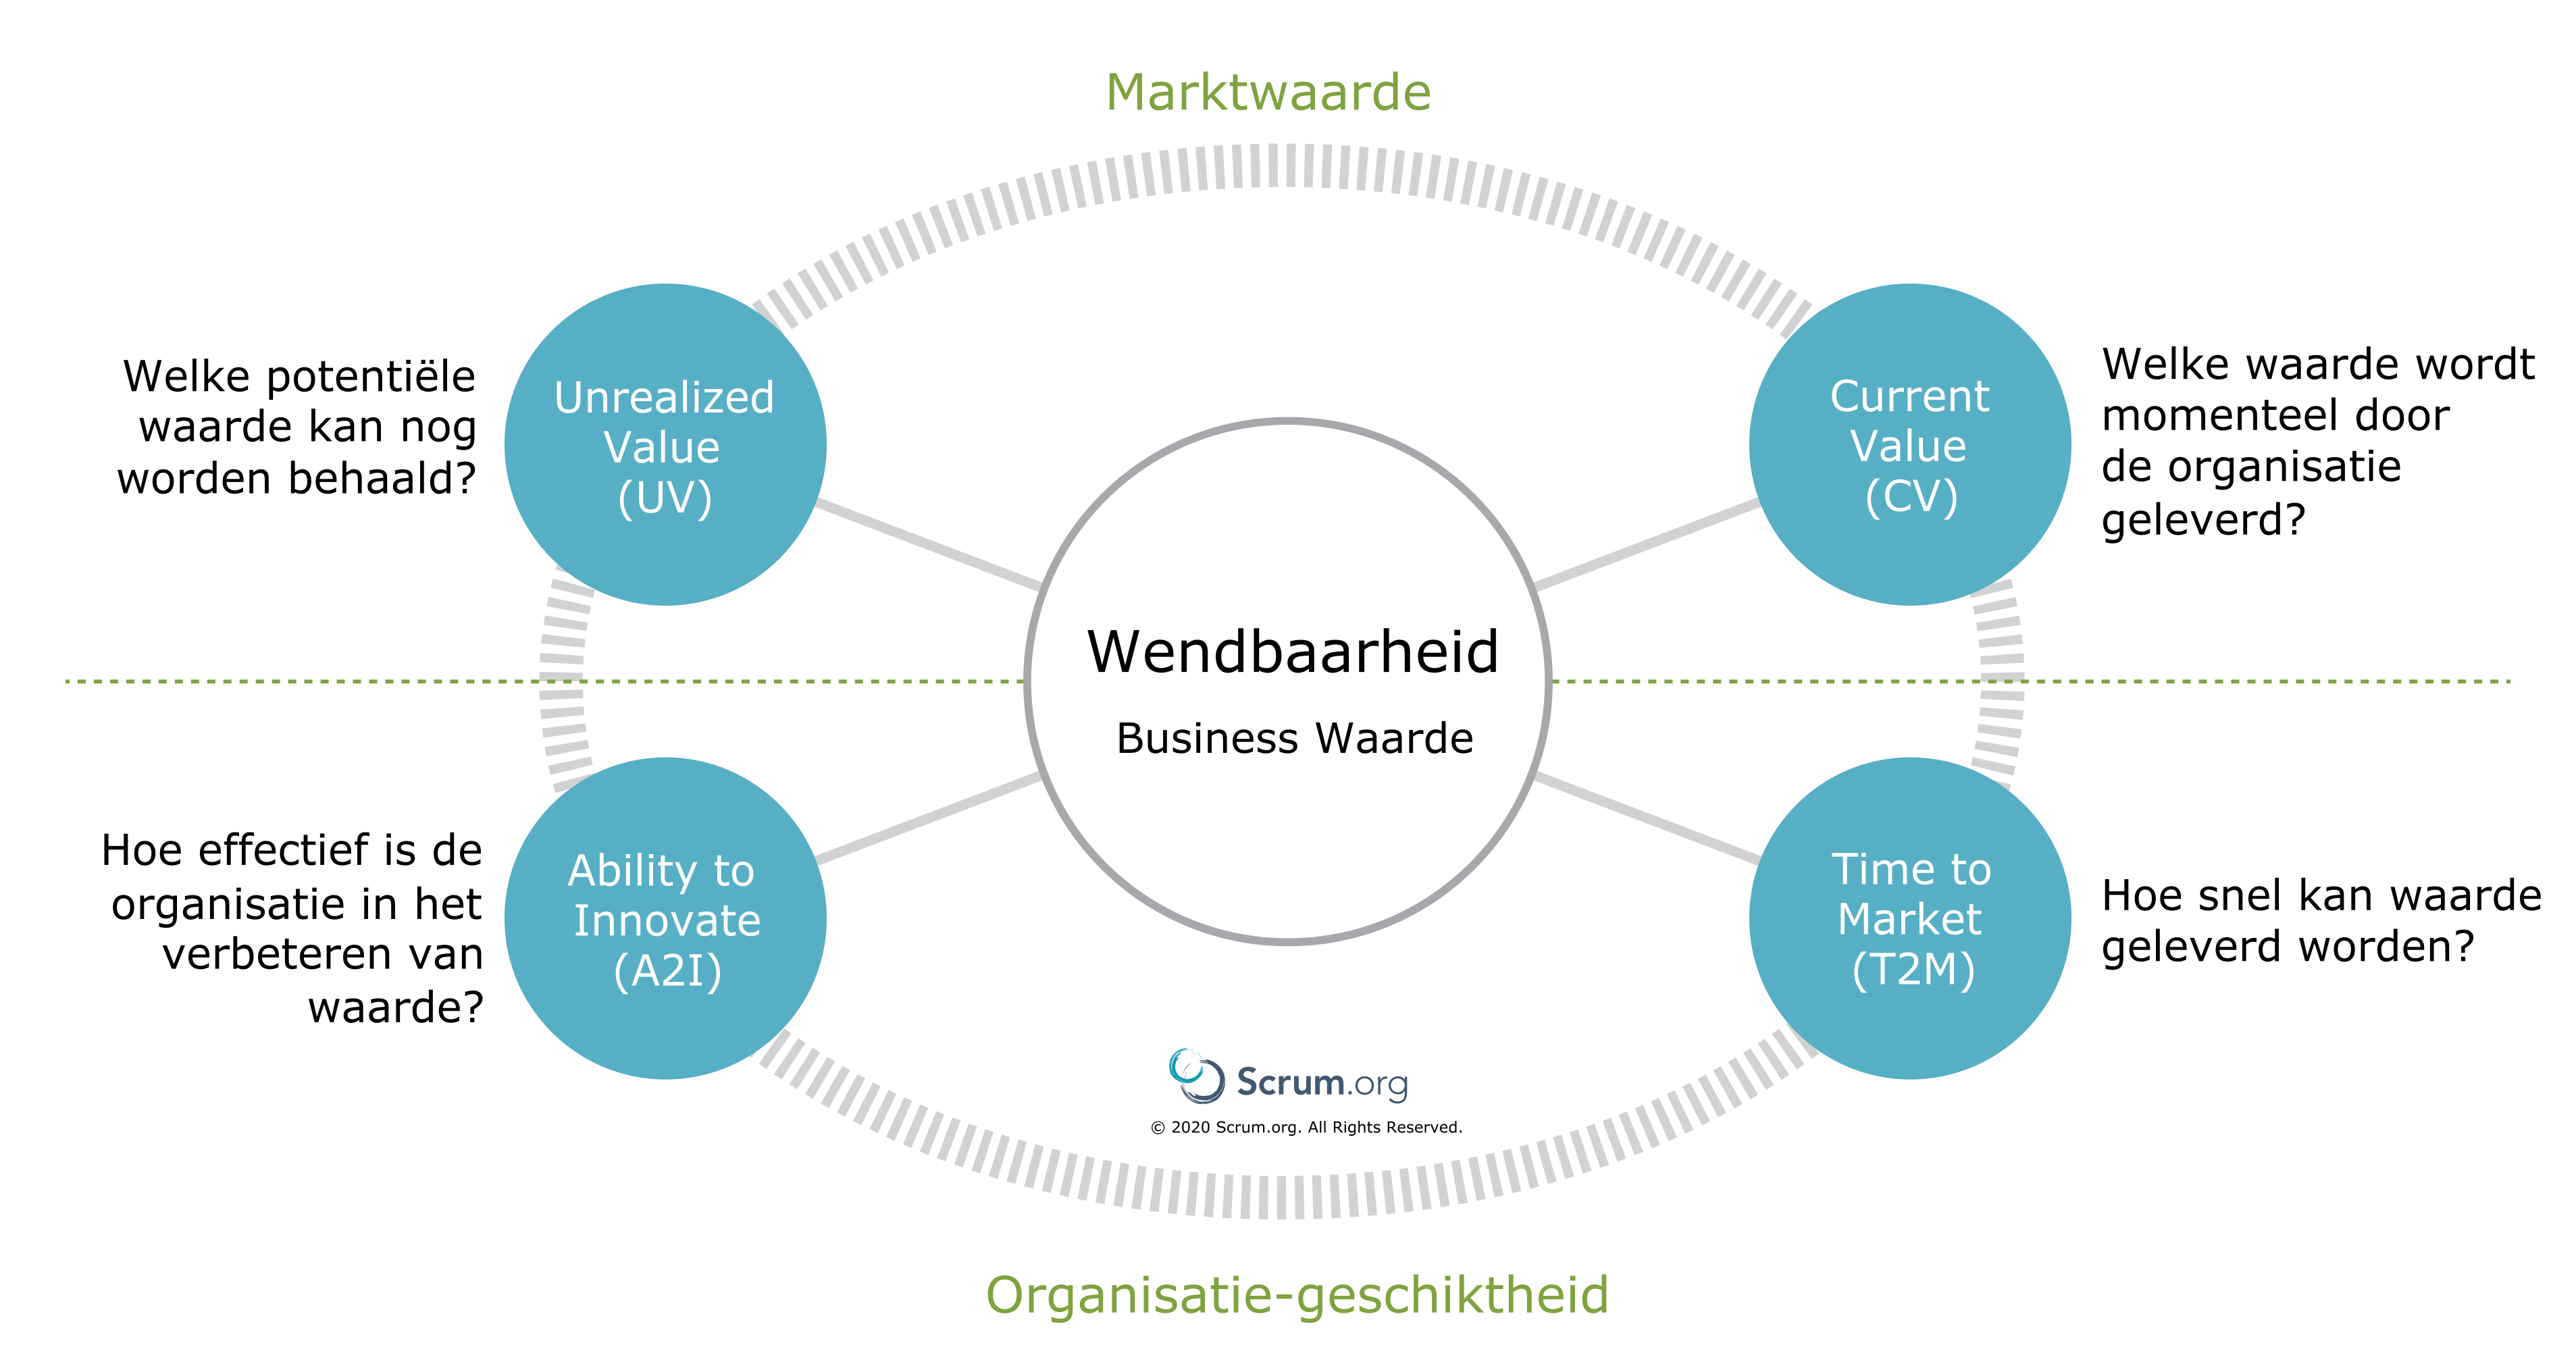 Marktwaarde
Welke potentiële
waarde kan nog
worden behaald?
Unrealized
Value
(UV)
Current
Value
(CV)
Welke waarde wordt
momenteel door
de organisatie
geleverd?
Wendbaarheid
Business Waarde
Hoe effectief is de
organisatie in het
verbeteren van
waarde?
Ability to
Innovate
(A2I)
Time to
Market
(T2M)
Hoe snel kan waarde
geleverd worden?
Scrum.org
© 2020 Scrum.org. All Rights Reserved.
Organisatie-geschiktheid